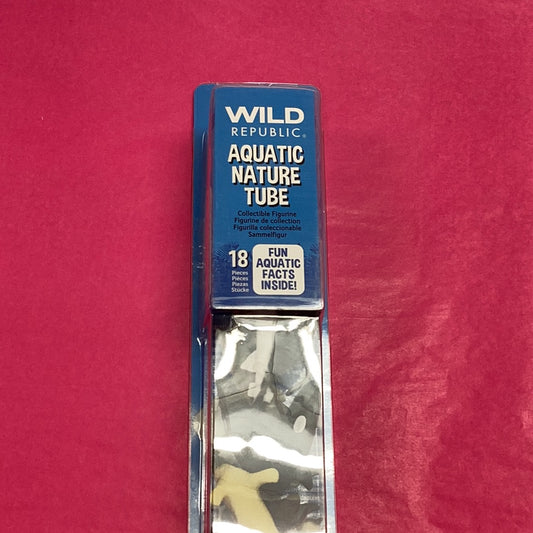 WILD
REPUBLIC®
AQUATIC
NATURE
TUBE
Collectible Figurine
Figurine de collection
Figurilla coleccionable
Sammelfigur
18
Pieces
Pièces
Piezas
Stücke
FUN
AQUATIC
FACTS
INSIDE!